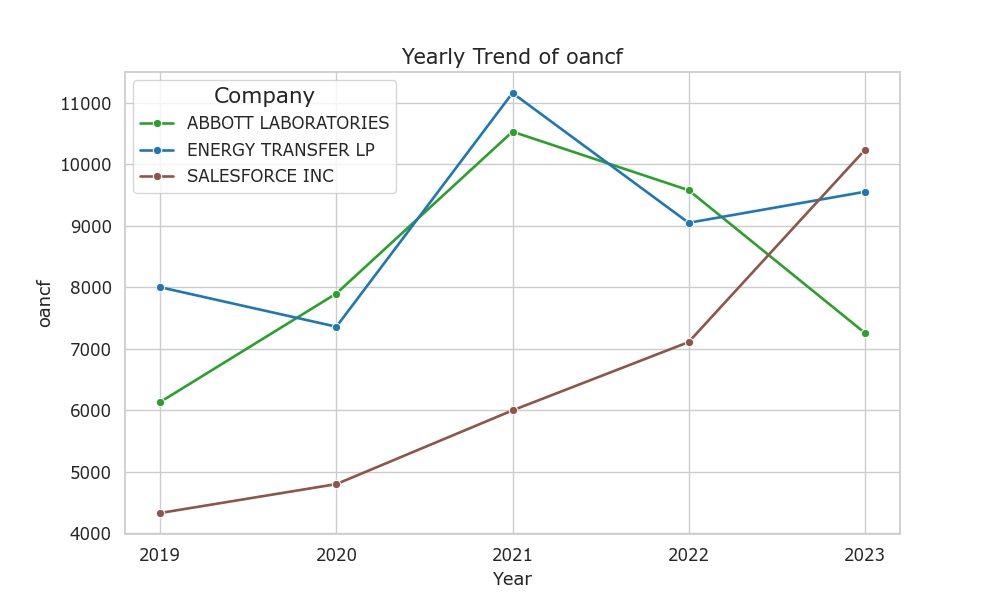 Yearly Trend of oancf
Company
ABBOTT LABORATORIES
ENERGY TRANSFER LP
SALESFORCE INC
oancf
11000
10000
9000
8000
7000
6000
5000
4000
2019 2020 2021 2022 2023
Year